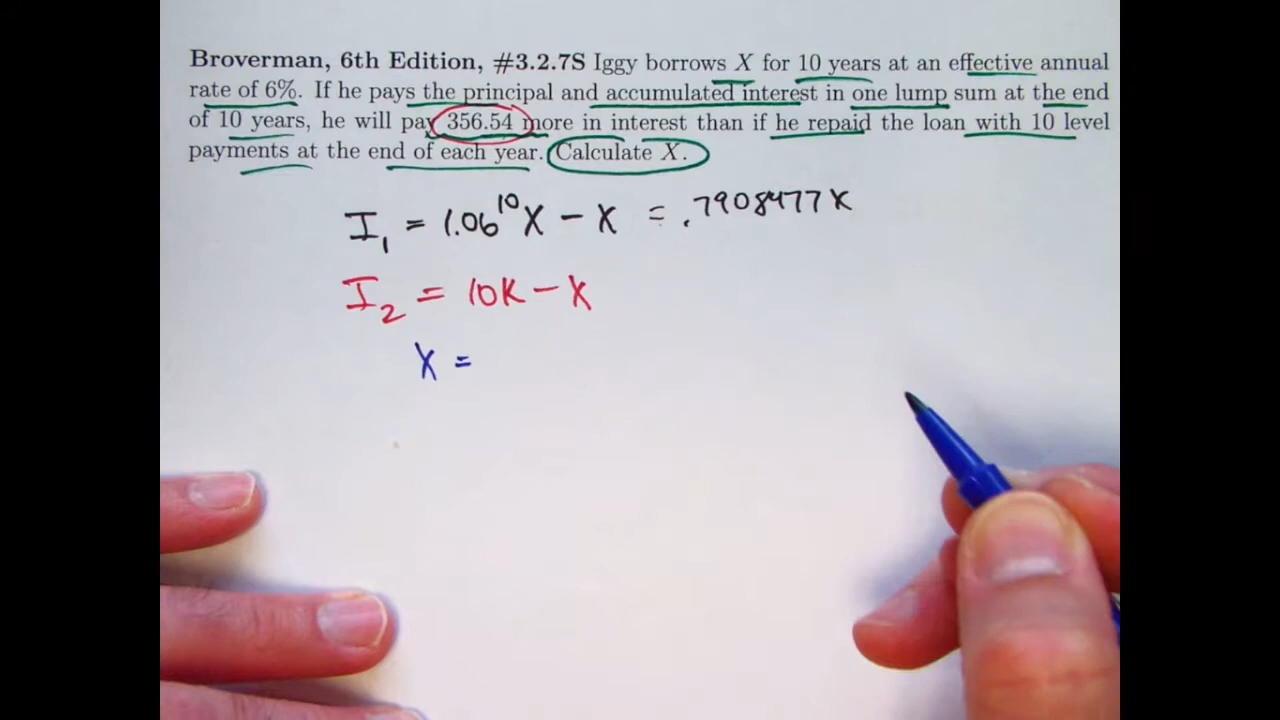 Broverman, 6th Edition, #3.2.7S Iggy borrows X for 10 years at an effective annual
rate of 6%. If he pays the principal and accumulated interest in one lump sum at the end
of 10 years, he will pay 356.54 more in interest than if he repaid the loan with 10 level
payments at the end of each year. Calculate X.
I₁ = 1.06¹⁰X − X = .7908477X
I₂ = 10K − X
X =